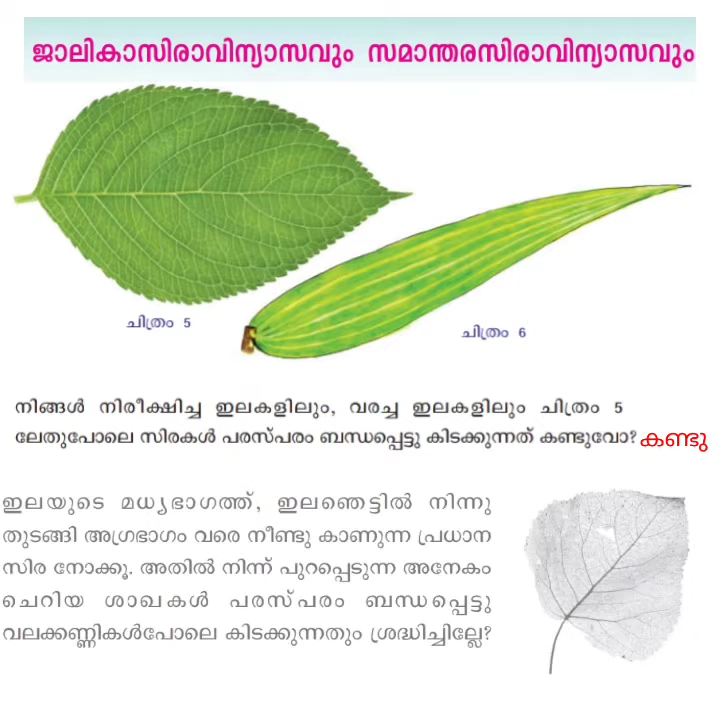 ജാലികാസിരാവിന്യാസവും സമാന്തരസിരാവിന്യാസവും
ചിത്രം 5
ചിത്രം 6
നിങ്ങൾ നിരീക്ഷിച്ച ഇലകളിലും, വരച്ച ഇലകളിലും ചിത്രം 5
ലേതുപോലെ സിരകൾ പരസ്പരം ബന്ധപ്പെട്ടു കിടക്കുന്നത് കണ്ടുവോ? കണ്ടു
ഇലയുടെ മധ്യഭാഗത്ത്, ഇലഞെട്ടിൽ നിന്നു
തുടങ്ങി അഗ്രഭാഗം വരെ നീണ്ടു കാണുന്ന പ്രധാന
സിര നോക്കൂ. അതിൽ നിന്ന് പുറപ്പെടുന്ന അനേകം
ചെറിയ ശാഖകൾ പരസ്പരം ബന്ധപ്പെട്ടു
വലക്കണ്ണികൾപോലെ കിടക്കുന്നതും ശ്രദ്ധിച്ചില്ലേ?